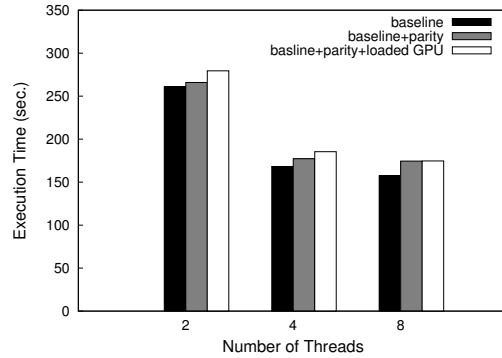 350
300
250
200
150
100
50
0
Execution Time (sec.)
baseline
baseline+parity
basline+parity+loaded GPU
2 4 8
Number of Threads